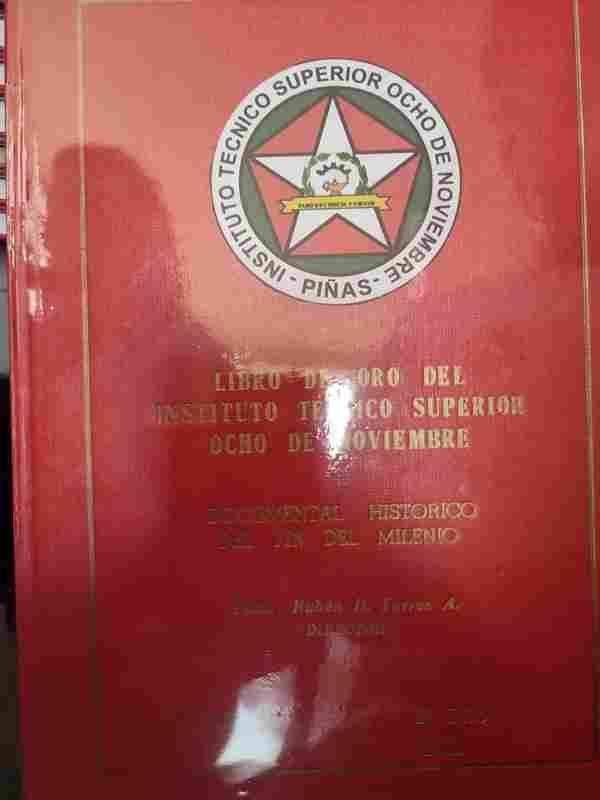 INSTITUTO TECNICO SUPERIOR OCHO DE NOVIEMBRE
- PIÑAS -
LIBRO DE ORO DEL
INSTITUTO TECNICO SUPERIOR
OCHO DE NOVIEMBRE
DOCUMENTAL HISTORICO
DEL FIN DEL MILENIO
Rubén D. Torres A.
DIRECTOR